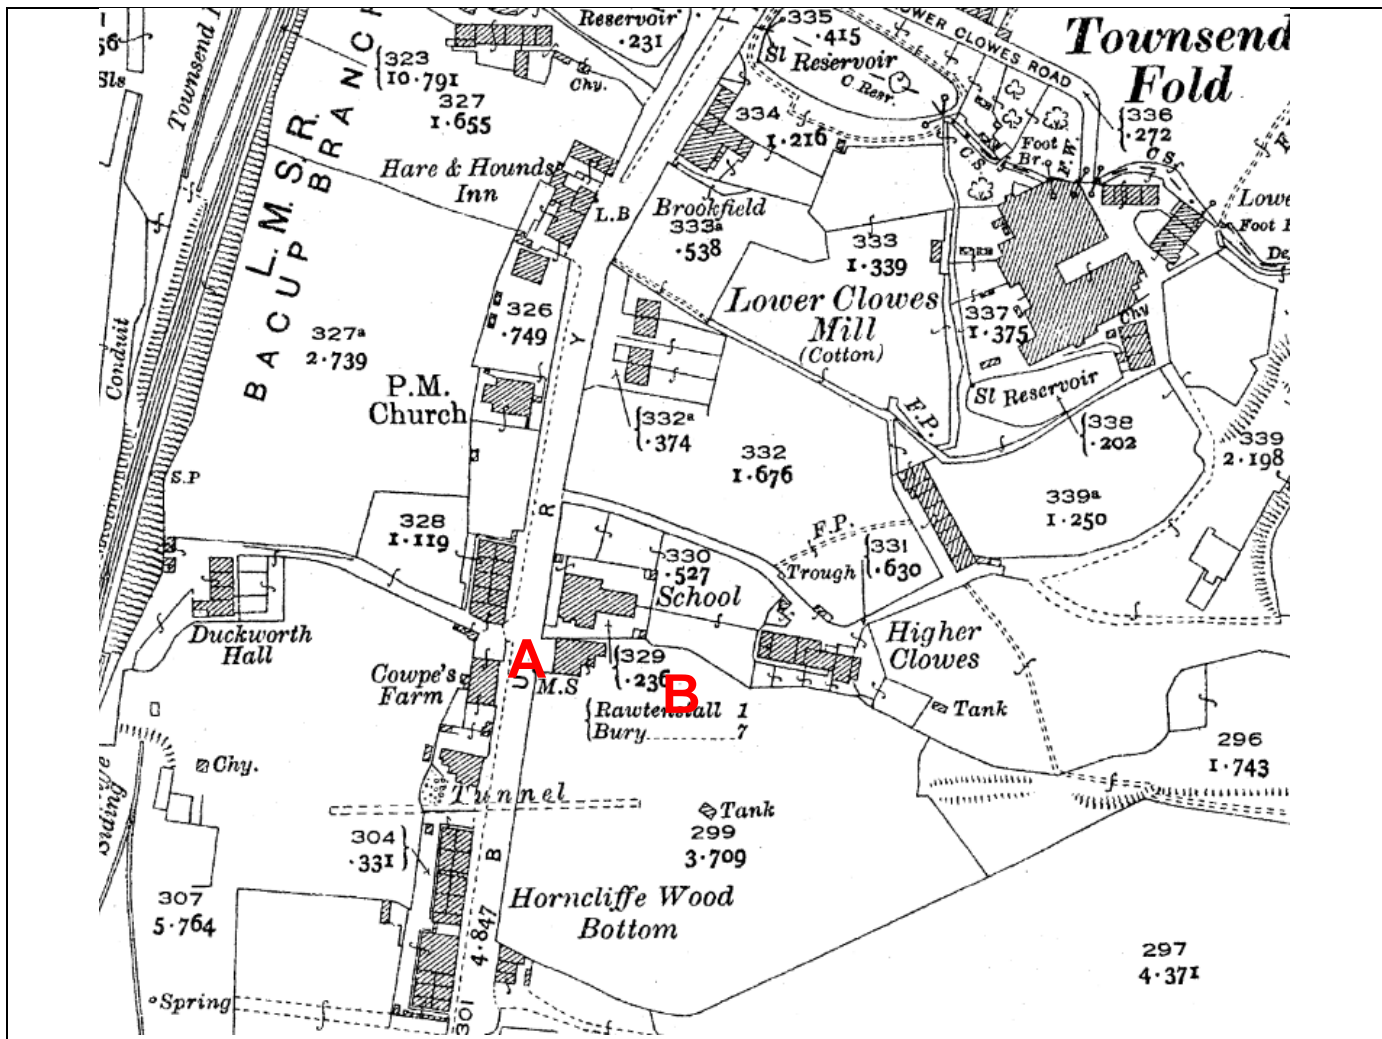 Townsend
Fold
Reservoir
·231
Townsend
Sls
323
10·791
327
1·655
Chy.
335
·415
Sl Reservoir
C. Resr.
LOWER CLOWES ROAD
336
·272
C S
Foot
Br.
F.W
C S.
334
1·216
Hare & Hounds
Inn
L.B
Brookfield
333a
·538
333
1·339
Foot
L. M. S. R.
BACUP BRANCH
Conduit
327a
2·739
326
·749
Lower Clowes
Mill
(Cotton)
337
1·375
Chy
Sl Reservoir
P.M.
Church
332a
·374
332
1·676
F.P.
338
·202
339
2·198
339a
1·250
S.P
328
1·119
330
·527
School
F.P.
Trough
331
·630
Duckworth
Hall
Higher
Clowes
Cowpe's
Farm
A
M.S
329
·236
B
Rawtenstall 1
Bury 7
Tank
296
1·743
Chy.
Siding
Tunnel
Tank
299
3·709
304
·331
307
5·764
Horncliffe Wood
Bottom
297
4·371
Spring
301
4·847
B U R Y